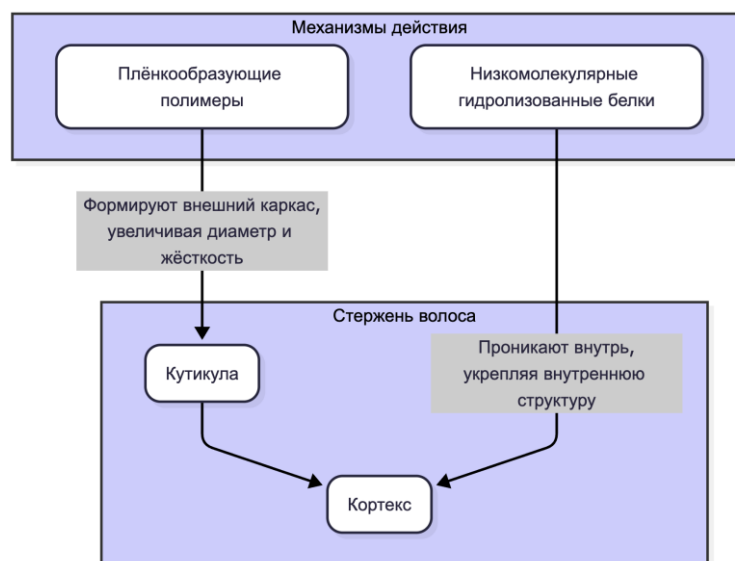 Механизмы действия
Плёнкообразующие
полимеры
Низкомолекулярные
гидролизованные белки
Формируют внешний каркас,
увеличивая диаметр и
жёсткость
Стержень волоса
Кутикула
Проникают внутрь,
укрепляя внутреннюю
структуру
Кортекс